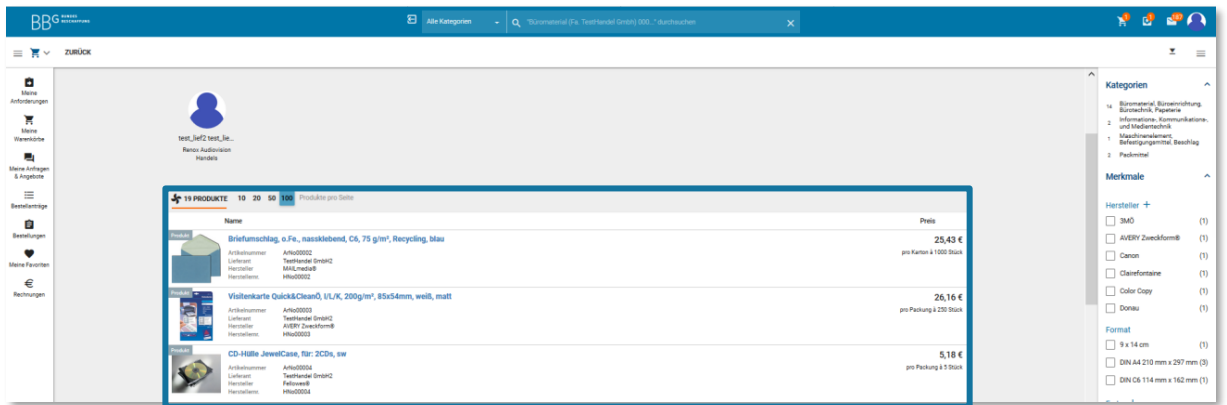 BBG BUNDES BESCHAFFUNG
Alle Kategorien
"Büromaterial (Fa. TestHandel Gmbh) 000..." durchsuchen
ZURÜCK
Meine
Anforderungen
Meine
Warenkörbe
Meine Anfragen
& Angebote
Bestellanträge
Bestellungen
Meine Favoriten
Rechnungen
test_lief2 test_lie...
Renox Audiovision
Handels
19 PRODUKTE 10 20 50 100 Produkte pro Seite
Name Preis
Produkt
Briefumschlag, o.Fe., nassklebend, C6, 75 g/m², Recycling, blau 25,43 €
Artikelnummer ArNo00002 pro Karton à 1000 Stück
Lieferant TestHandel GmbH2
Hersteller MAILmedia®
Herstellernr. HNo00002
Produkt
Visitenkarte Quick&CleanÖ, I/L/K, 200g/m², 85x54mm, weiß, matt 26,16 €
Artikelnummer ArNo00003 pro Packung à 250 Stück
Lieferant TestHandel GmbH2
Hersteller AVERY Zweckform®
Herstellernr. HNo00003
Produkt
CD-Hülle JewelCase, für: 2CDs, sw 5,18 €
Artikelnummer ArNo00004 pro Packung à 5 Stück
Lieferant TestHandel GmbH2
Hersteller Fellowes®
Herstellernr. HNo00004
Kategorien
14 Büromaterial, Büroeinrichtung,
Bürotechnik, Papeterie
2 Informations-, Kommunikations-,
und Medientechnik
1 Maschinenelement,
Befestigungsmittel, Beschlag
2 Packmittel
Merkmale
Hersteller +
3MÖ (1)
AVERY Zweckform® (1)
Canon (1)
Clairefontaine (1)
Color Copy (1)
Donau (1)
Format
9 x 14 cm (1)
DIN A4 210 mm x 297 mm (3)
DIN C6 114 mm x 162 mm (1)